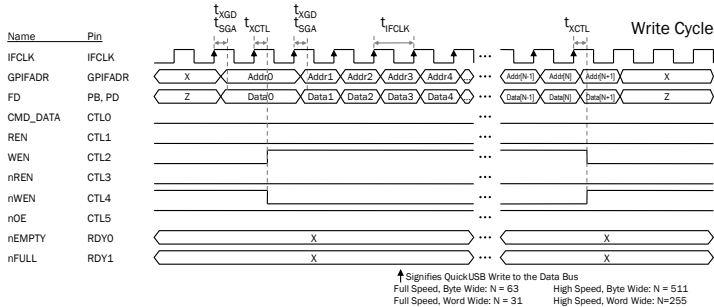 tXGD tXGD
tSGA tXCTL tSGA tIFCLK tXCTL Write Cycle
Name Pin
IFCLK IFCLK ...
GPIFADR GPIFADR X Addr0 Addr1 Addr2 Addr3 Addr4 ... ... Addr[N-1] Addr[N] Addr[N+1] X
FD PB, PD Z Data0 Data1 Data2 Data3 Data4 ... ... Data[N-1] Data[N] Data[N+1] Z
CMD_DATA CTL0 ...
REN CTL1 ...
WEN CTL2 ...
nREN CTL3 ...
nWEN CTL4 ...
nOE CTL5 ...
nEMPTY RDY0 X ... X
nFULL RDY1 X ... X
Signifies QuickUSB Write to the Data Bus
Full Speed, Byte Wide: N = 63 High Speed, Byte Wide: N = 511
Full Speed, Word Wide: N = 31 High Speed, Word Wide: N=255